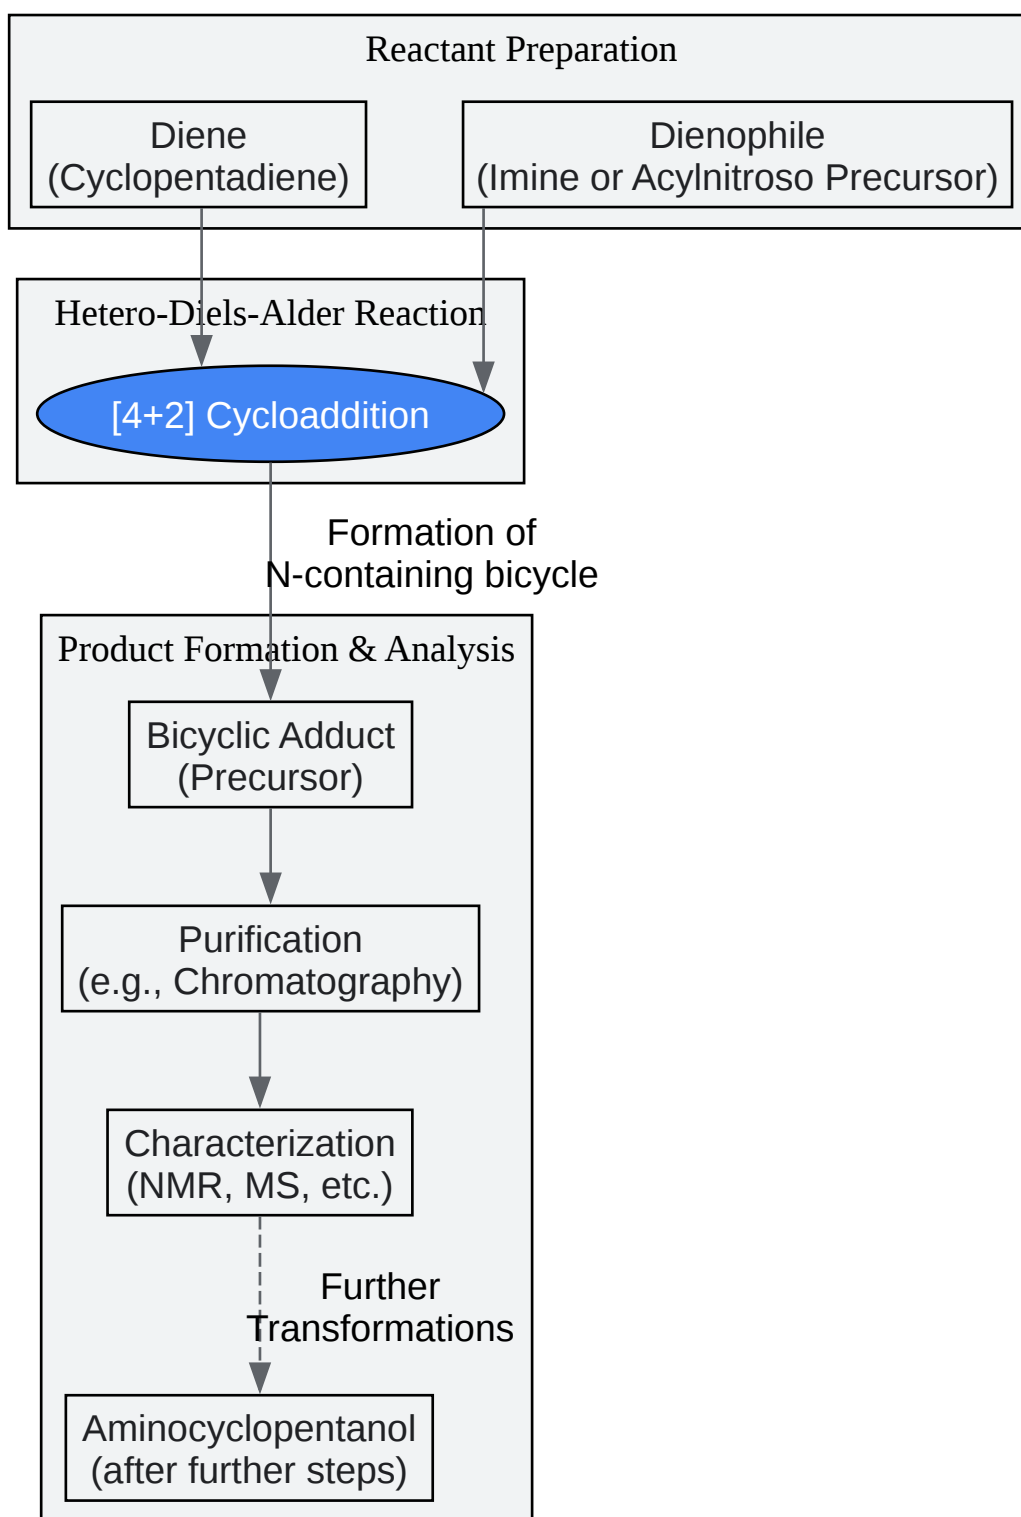 Reactant Preparation
Diene
(Cyclopentadiene)
Dienophile
(Imine or Acylnitroso Precursor)
Hetero-Diels-Alder Reaction
[4+2] Cycloaddition
Formation of
N-containing bicycle
Product Formation & Analysis
Bicyclic Adduct
(Precursor)
Purification
(e.g., Chromatography)
Characterization
(NMR, MS, etc.)
Further
Transformations
Aminocyclopentanol
(after further steps)